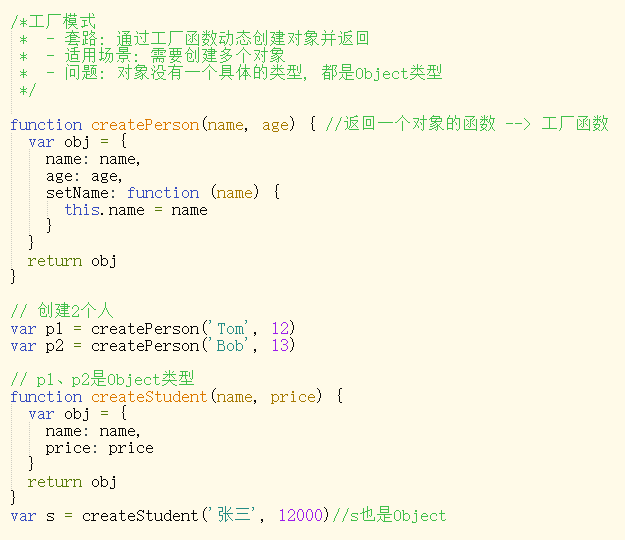 /*工厂模式
 *  - 套路: 通过工厂函数动态创建对象并返回
 *  - 适用场景: 需要创建多个对象
 *  - 问题: 对象没有一个具体的类型, 都是Object类型
 */
function createPerson(name, age) { //返回一个对象的函数 --> 工厂函数
  var obj = {
    name: name,
    age: age,
    setName: function (name) {
      this.name = name
    }
  }
  return obj
}
// 创建2个人
var p1 = createPerson('Tom', 12)
var p2 = createPerson('Bob', 13)
// p1、p2是Object类型
function createStudent(name, price) {
  var obj = {
    name: name,
    price: price
  }
  return obj
}
var s = createStudent('张三', 12000)//s也是Object